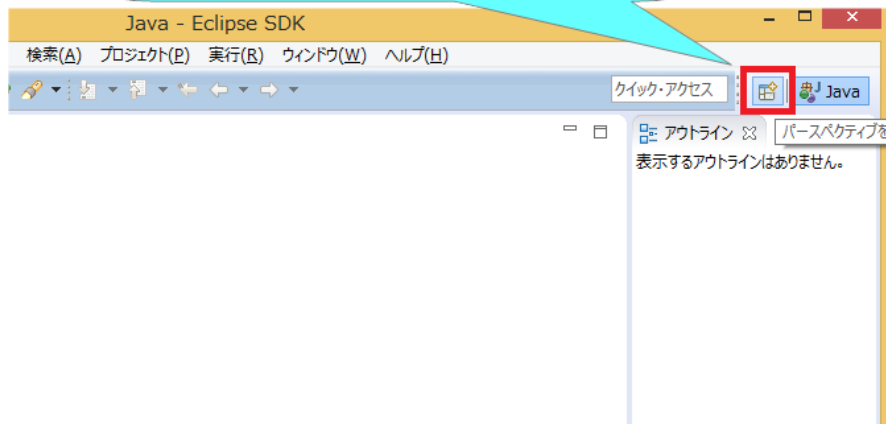 Java - Eclipse SDK
検索(A) プロジェクト(P) 実行(R) ウィンドウ(W) ヘルプ(H)
クイック・アクセス
Java
アウトライン
パースペクティブを
表示するアウトラインはありません。